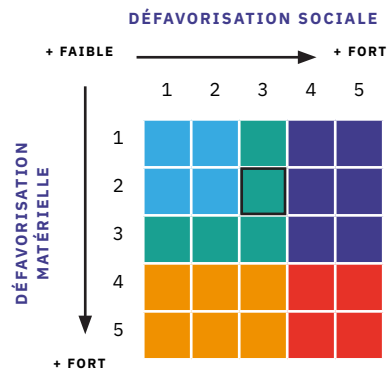 DÉFAVORISATION SOCIALE
+ FAIBLE
+ FORT
1 2 3 4 5
DÉFAVORISATION
MATÉRIELLE
1
2
3
4
5
+ FORT